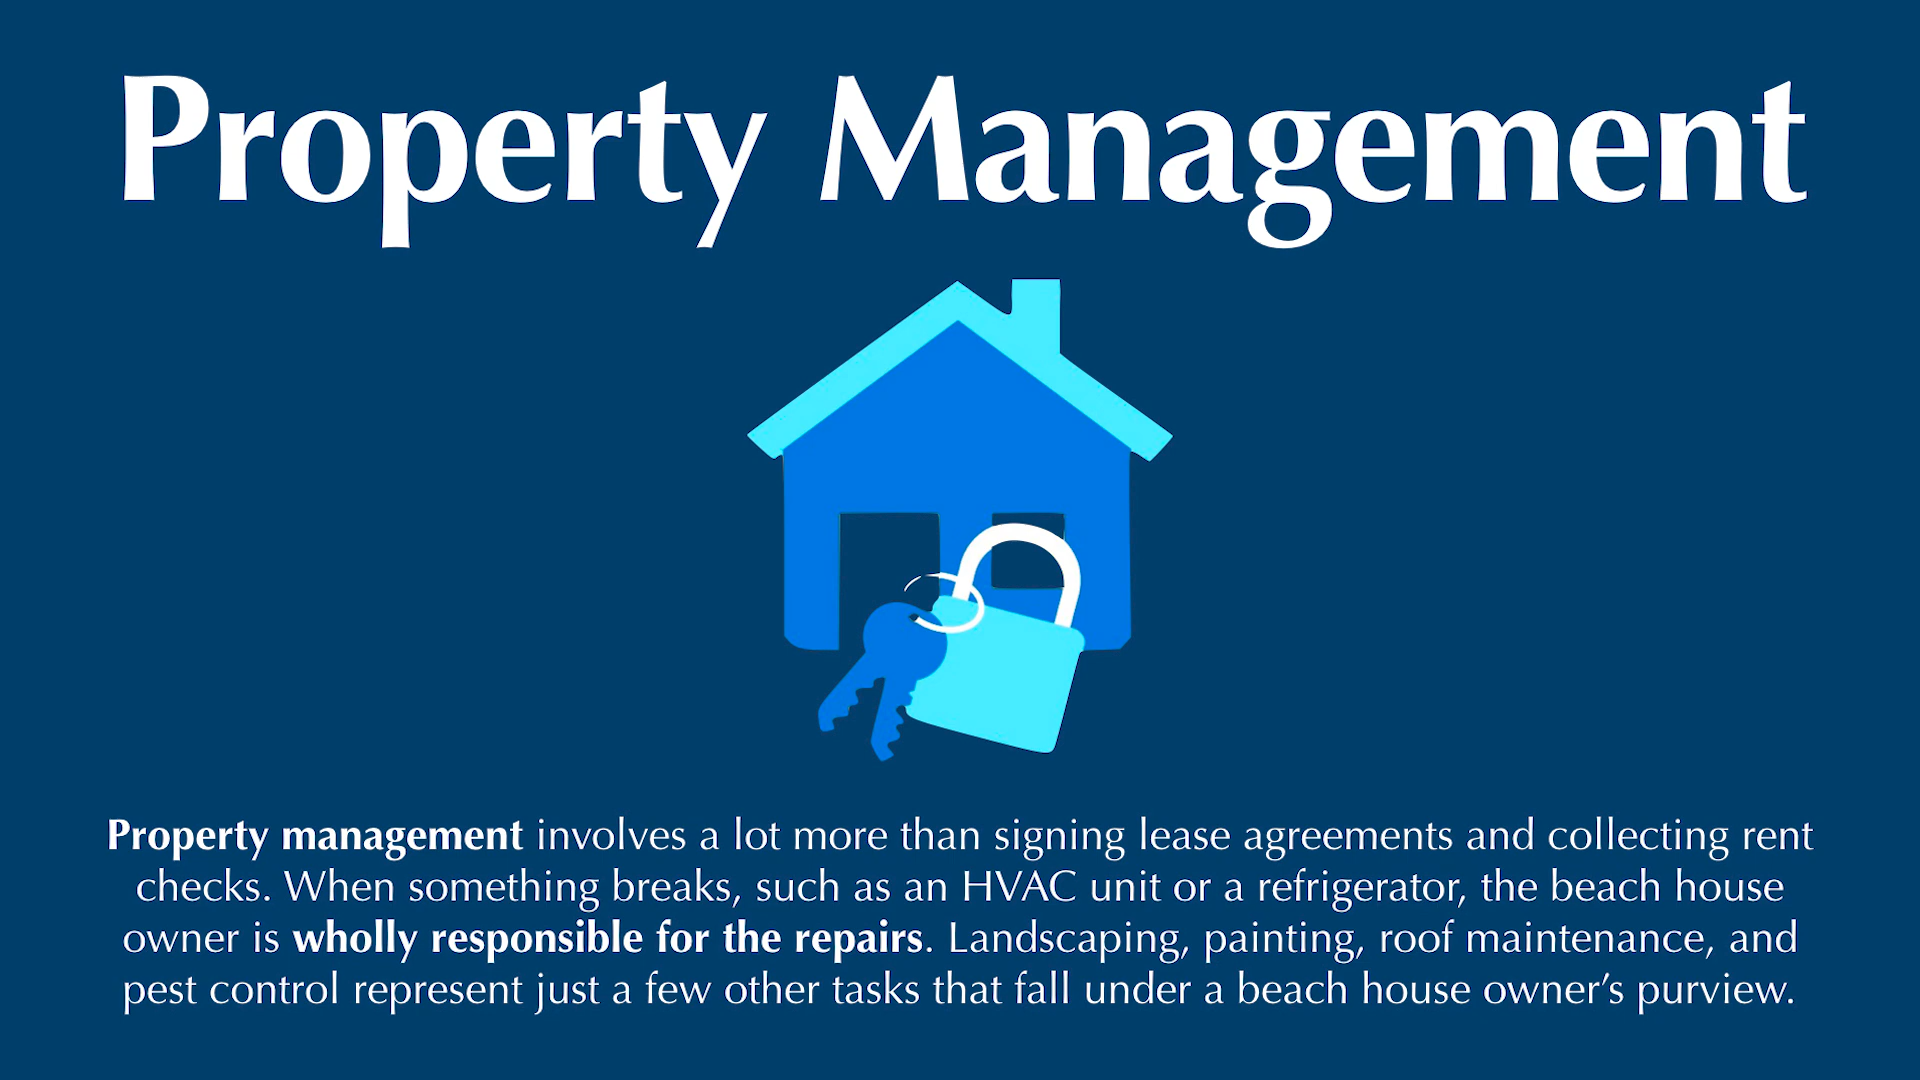 Property Management
Property management involves a lot more than signing lease agreements and collecting rent
checks. When something breaks, such as an HVAC unit or a refrigerator, the beach house
owner is wholly responsible for the repairs. Landscaping, painting, roof maintenance, and
pest control represent just a few other tasks that fall under a beach house owner’s purview.